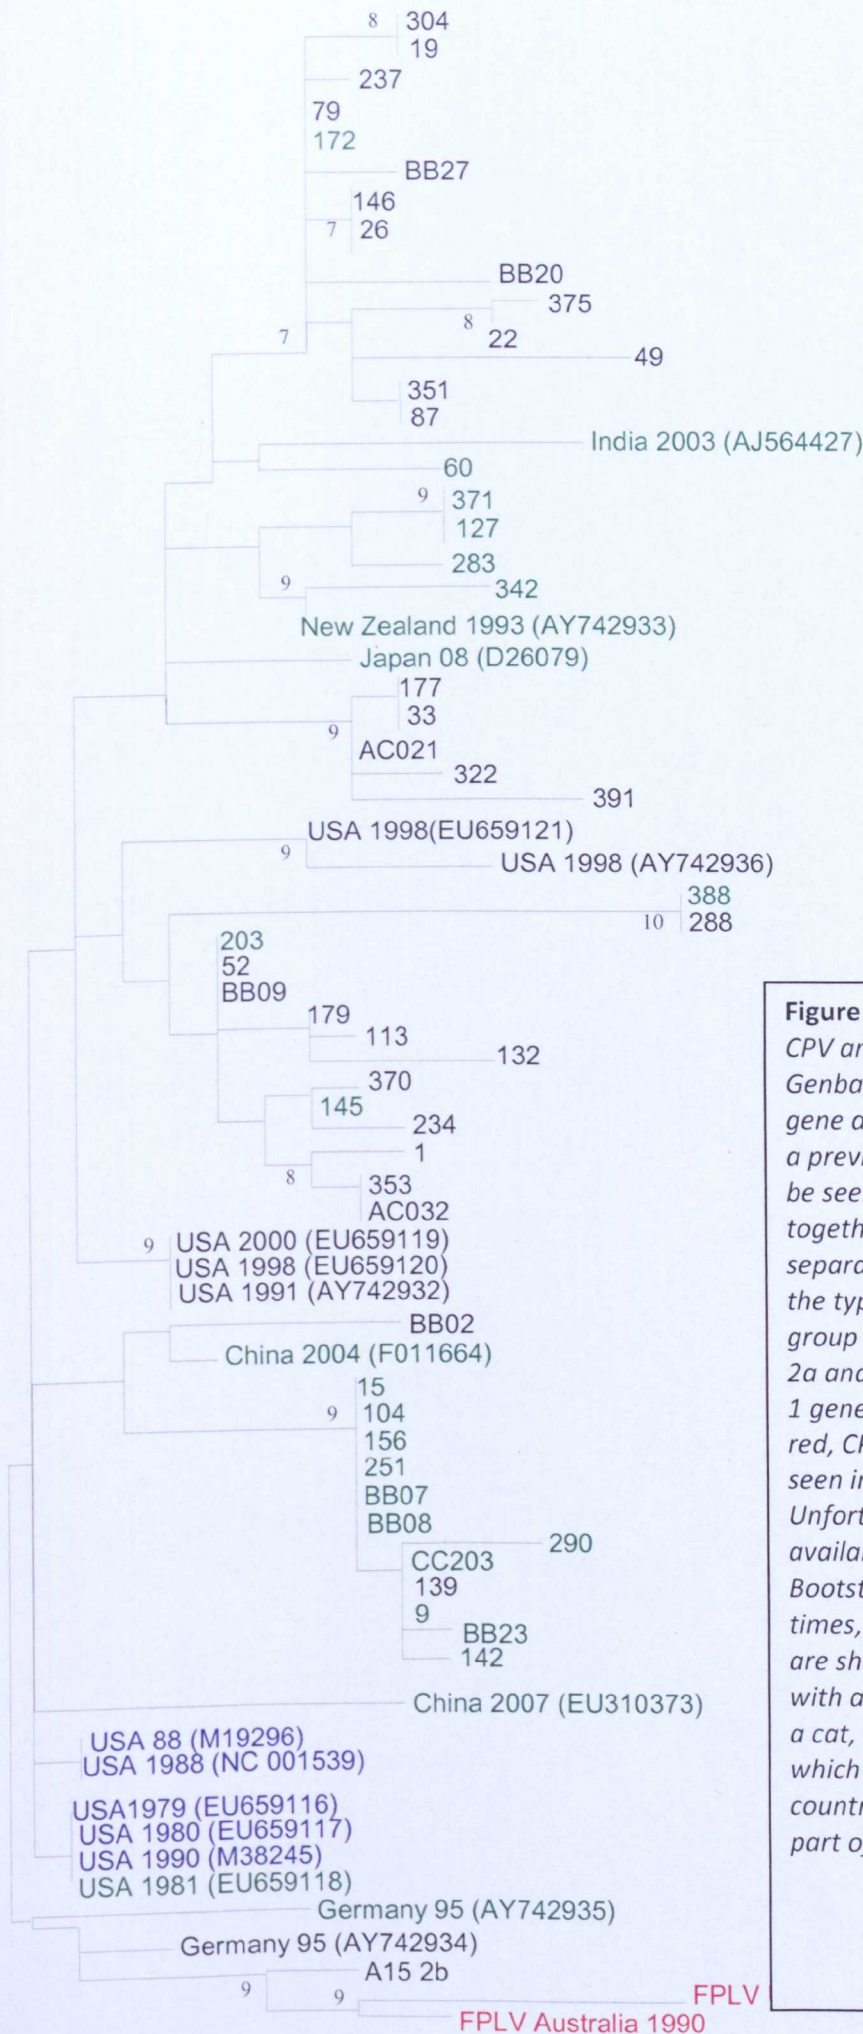 8 304
19
237
79
172
BB27
146
7 26
BB20
375
8
22
7
49
351
87
India 2003 (AJ564427)
60
9 371
127
283
9 342
New Zealand 1993 (AY742933)
Japan 08 (D26079)
177
33
9
AC021
322
391
USA 1998(EU659121)
9
USA 1998 (AY742936)
388
10 288
203
52
BB09
179
113
132
370
145
234
1
8
353
AC032
9 USA 2000 (EU659119)
USA 1998 (EU659120)
USA 1991 (AY742932)
BB02
China 2004 (F011664)
15
9 104
156
251
BB07
BB08
290
CC203
139
9
BB23
142
China 2007 (EU310373)
USA 88 (M19296)
USA 1988 (NC 001539)
USA1979 (EU659116)
USA 1980 (EU659117)
USA 1990 (M38245)
USA 1981 (EU659118)
Germany 95 (AY742935)
Germany 95 (AY742934)
A15 2b
9 9 FPLV
FPLV Australia 1990
Figure
CPV
Genba
gene
a previ
be see
togeth
separa
the typ
group
2a and
1 gene
red,
seen in
Unfort
availa
Bootst
times,
are sh
with a
a cat,
which
countr
part